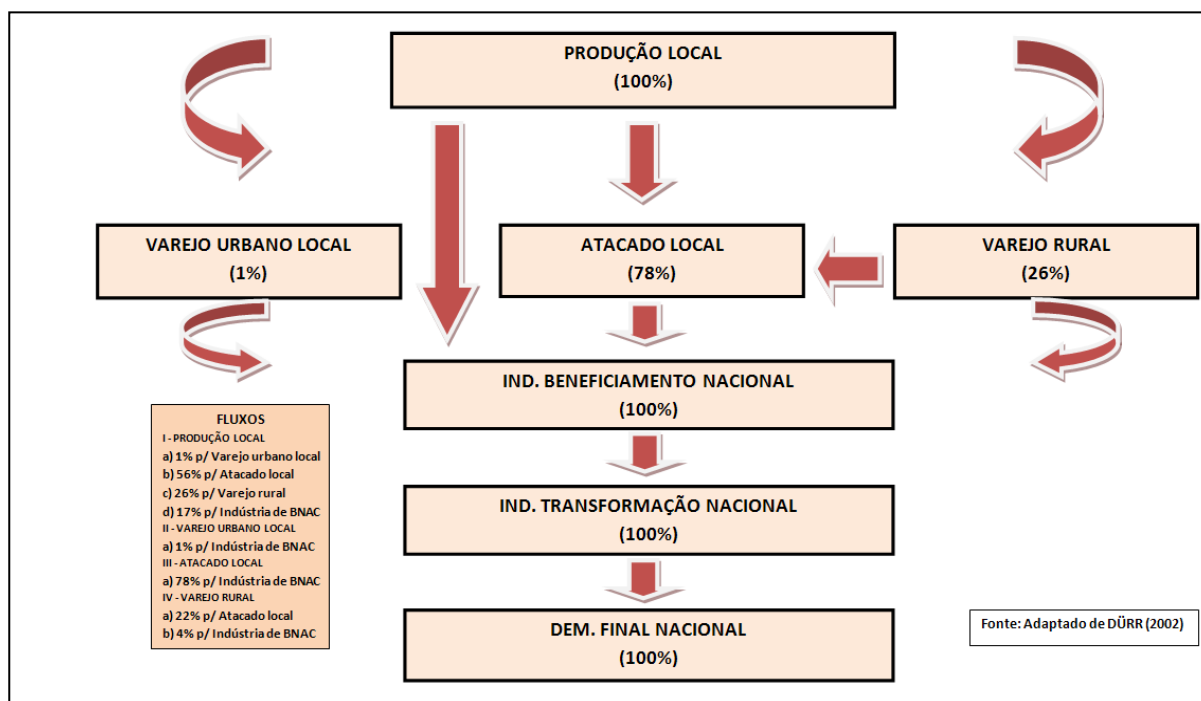 PRODUÇÃO LOCAL
(100%)
VAREJO URBANO LOCAL
(1%)
ATACADO LOCAL
(78%)
VAREJO RURAL
(26%)
IND. BENEFICIAMENTO NACIONAL
(100%)
FLUXOS
I - PRODUÇÃO LOCAL
a) 1% p/ Varejo urbano local
b) 56% p/ Atacado local
c) 26% p/ Varejo rural
d) 17% p/ Indústria de BNAC
II - VAREJO URBANO LOCAL
a) 1% p/ Indústria de BNAC
III - ATACADO LOCAL
a) 78% p/ Indústria de BNAC
IV - VAREJO RURAL
a) 22% p/ Atacado local
b) 4% p/ Indústria de BNAC
IND. TRANSFORMAÇÃO NACIONAL
(100%)
DEM. FINAL NACIONAL
(100%)
Fonte: Adaptado de DÜRR (2002)